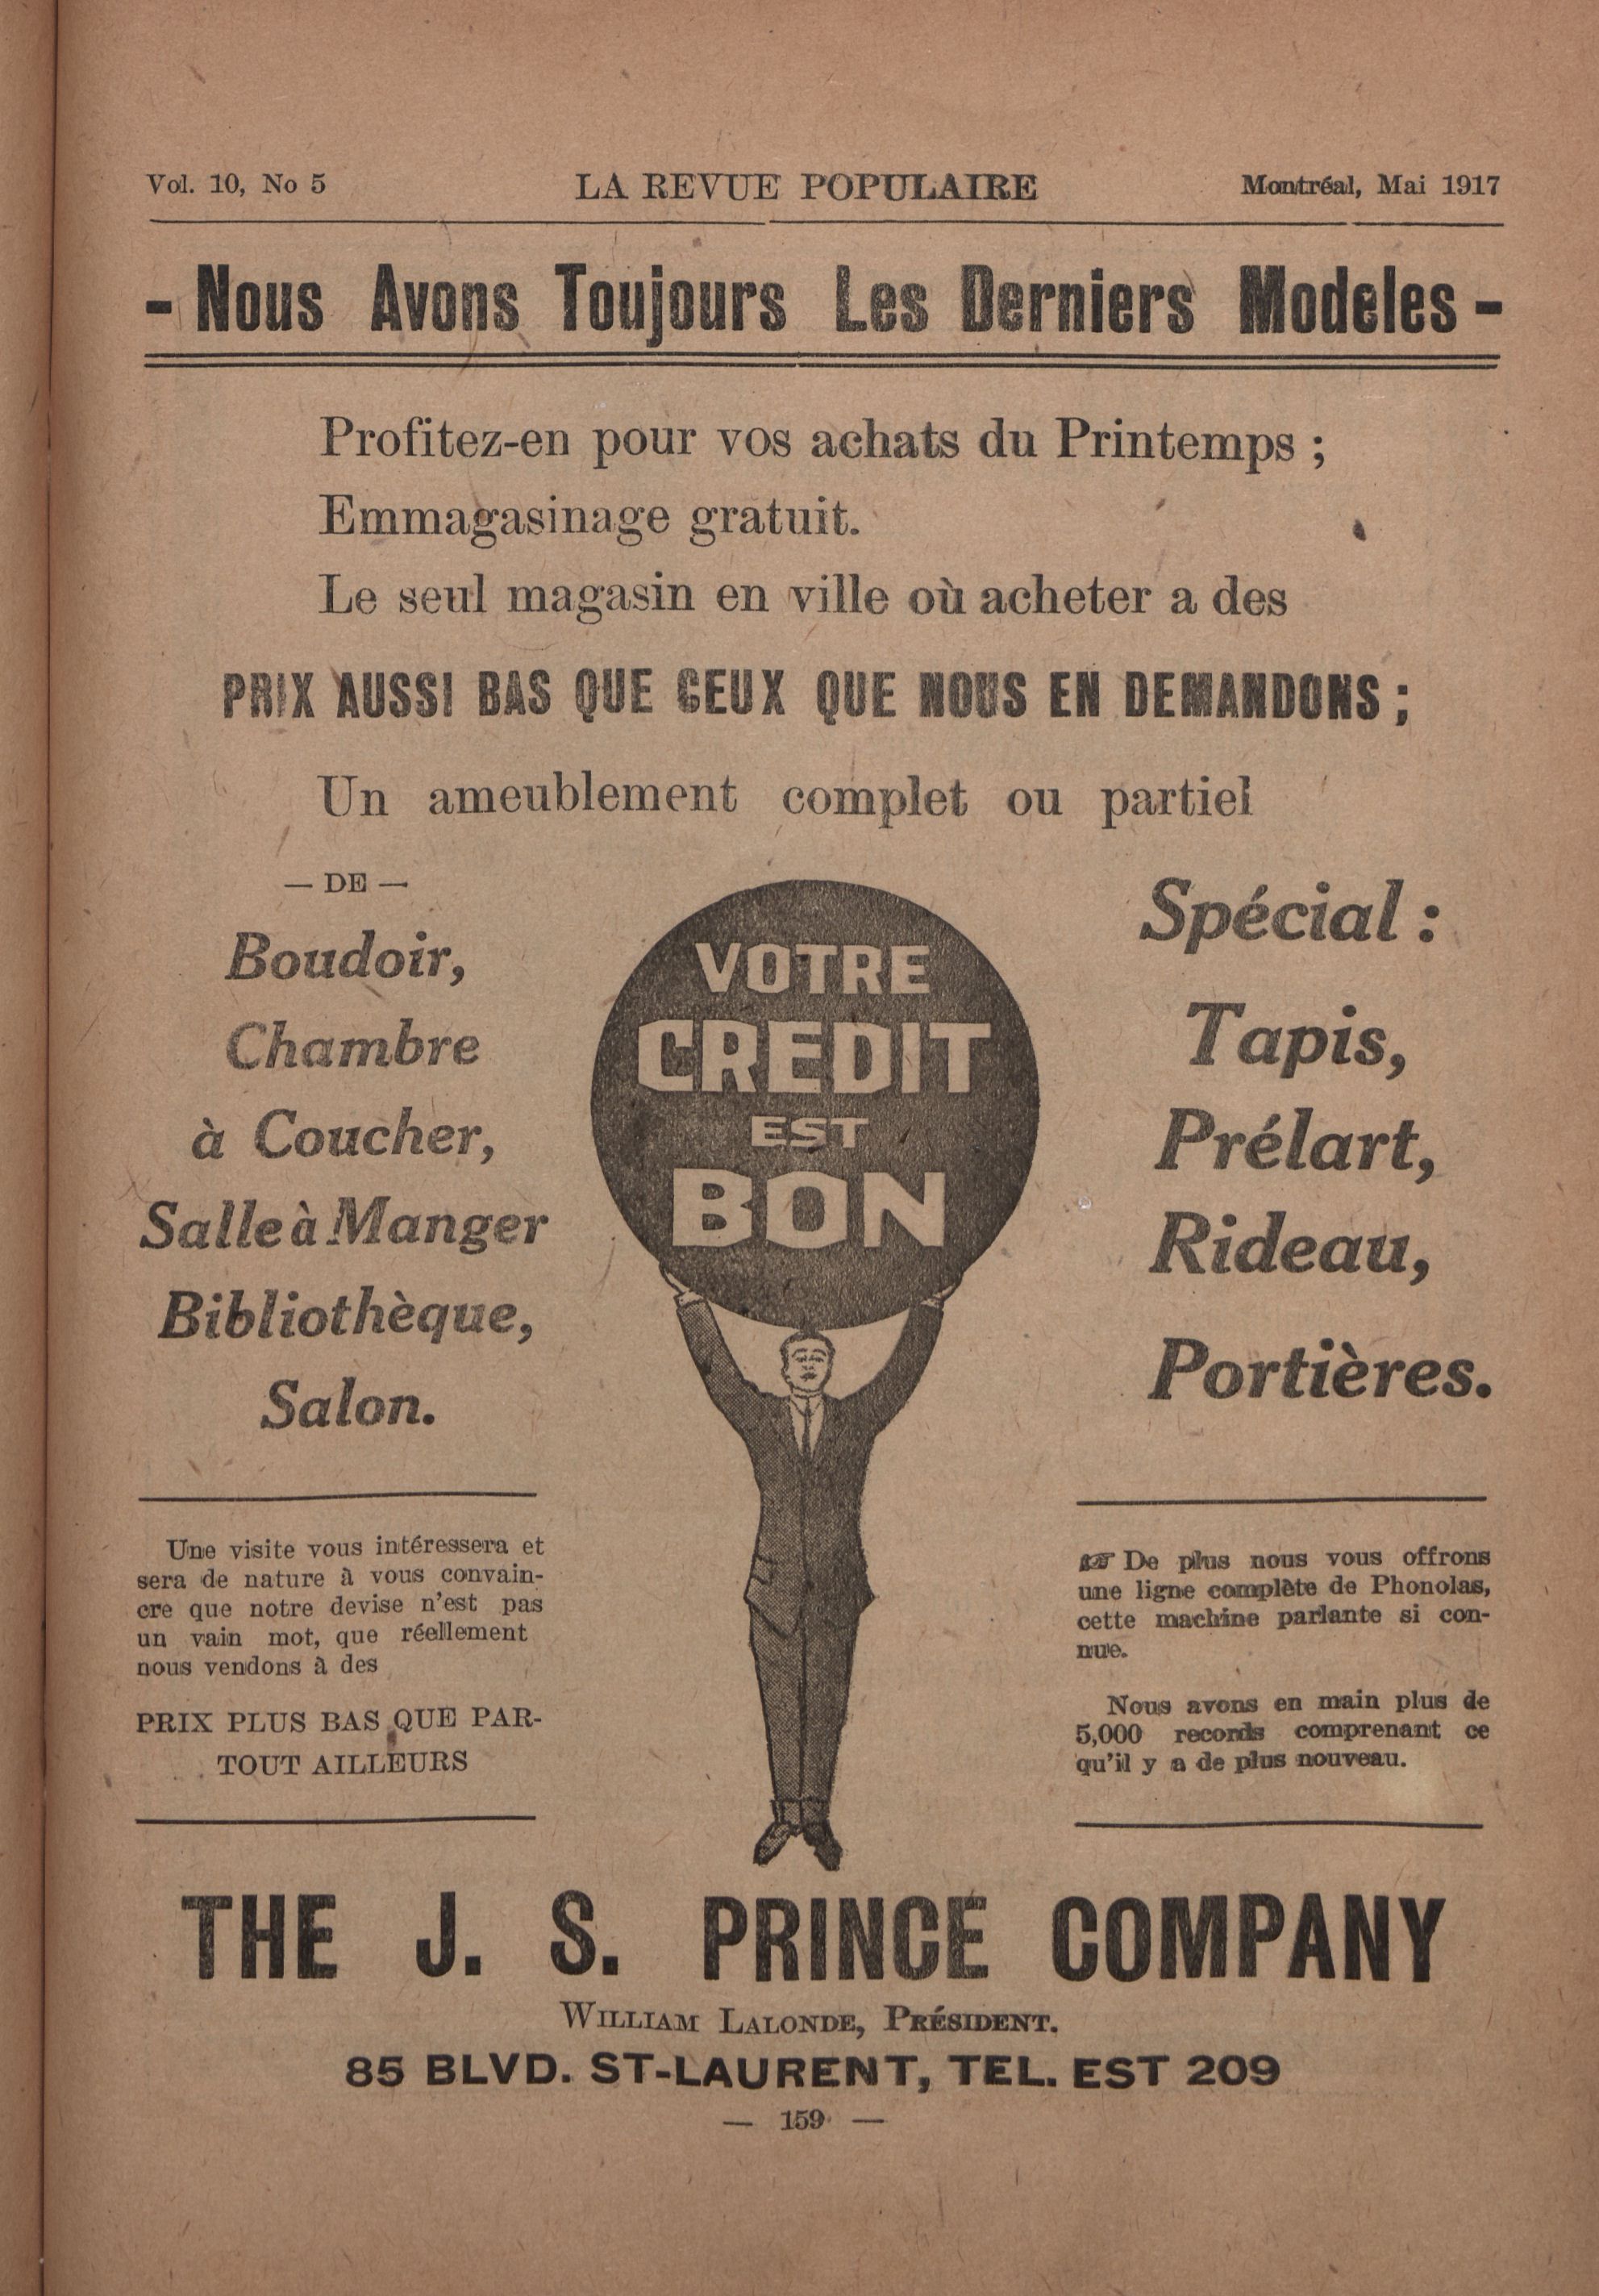 Vol. 10, No 5
LA REVUE POPULAIRE
Montréal, Mai 1917
- Nous Avons Toujours Les Derniers Modeles -
Profitez-en pour vos achats du Printemps ;
Emmagasinage gratuit.
Le seul magasin en ville où acheter a des
PRIX AUSSI BAS QUE CEUX QUE NOUS EN DEMANDONS ;
Un ameublement complet ou partiel
— DE —
Boudoir,
Chambre
à Coucher,
Salle à Manger
Bibliothèque,
Salon.
VOTRE
CREDIT
EST
BON
Spécial :
Tapis,
Prélart,
Rideau,
Portières.
Une visite vous intéressera et
sera de nature à vous convain-
cre que notre devise n'est pas
un vain mot, que réellement
nous vendons à des
PRIX PLUS BAS QUE PAR-
TOUT AILLEURS
☞ De plus nous vous offrons
une ligne complète de Phonolas,
cette machine parlante si con-
nue.
Nous avons en main plus de
5,000 records comprenant ce
qu'il y a de plus nouveau.
THE J. S. PRINCE COMPANY
WILLIAM LALONDE, PRÉSIDENT.
85 BLVD. ST-LAURENT, TEL. EST 209
— 159 —